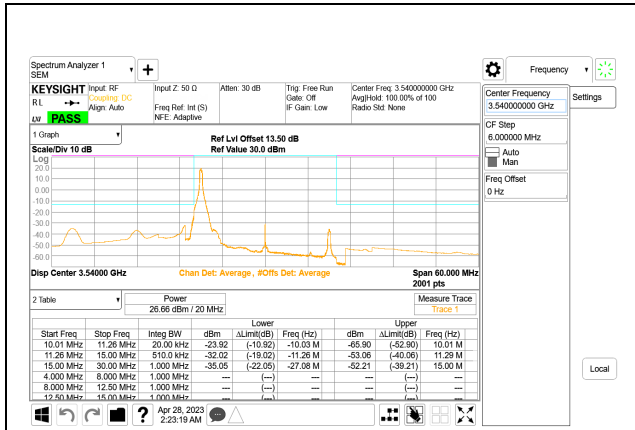 Spectrum Analyzer 1
SEM
Frequency
KEYSIGHT Input: RF Input Z: 50 Ω Atten: 30 dB Trig: Free Run Center Freq: 3.540000000 GHz
RL Coupling: DC Gate: Off Avg|Hold: 100.00% of 100
Align: Auto Freq Ref: Int (S) IF Gain: Low Radio Std: None
PASS NFE: Adaptive
Center Frequency
3.540000000 GHz
Settings
CF Step
6.000000 MHz
Auto
Man
Freq Offset
0 Hz
1 Graph
Ref Lvl Offset 13.50 dB
Scale/Div 10 dB Ref Value 30.0 dBm
Log
20.0
10.0
0.00
-10.0
-20.0
-30.0
-40.0
-50.0
-60.0
Disp Center 3.54000 GHz Chan Det: Average, #Offs Det: Average Span 60.000 MHz
2001 pts
2 Table
Power
26.66 dBm / 20 MHz
Measure Trace
Trace 1
Lower Upper
Start Freq Stop Freq Integ BW dBm ΔLimit(dB) Freq (Hz) dBm ΔLimit(dB) Freq (Hz)
10.01 MHz 11.26 MHz 20.00 kHz -23.92 (-10.92) -10.03 M -65.90 (-52.90) 10.01 M
11.26 MHz 15.00 MHz 510.0 kHz -32.02 (-19.02) -11.26 M -53.06 (-40.06) 11.29 M
15.00 MHz 30.00 MHz 1.000 MHz -35.05 (-22.05) -27.08 M -52.21 (-39.21) 15.00 M
4.000 MHz 8.000 MHz 1.000 MHz --- (---) --- --- (---) ---
8.000 MHz 12.50 MHz 1.000 MHz --- (---) --- --- (---) ---
12.50 MHz 15.00 MHz 1.000 MHz --- (---) --- --- (---) ---
Local
Apr 28, 2023
2:23:19 AM